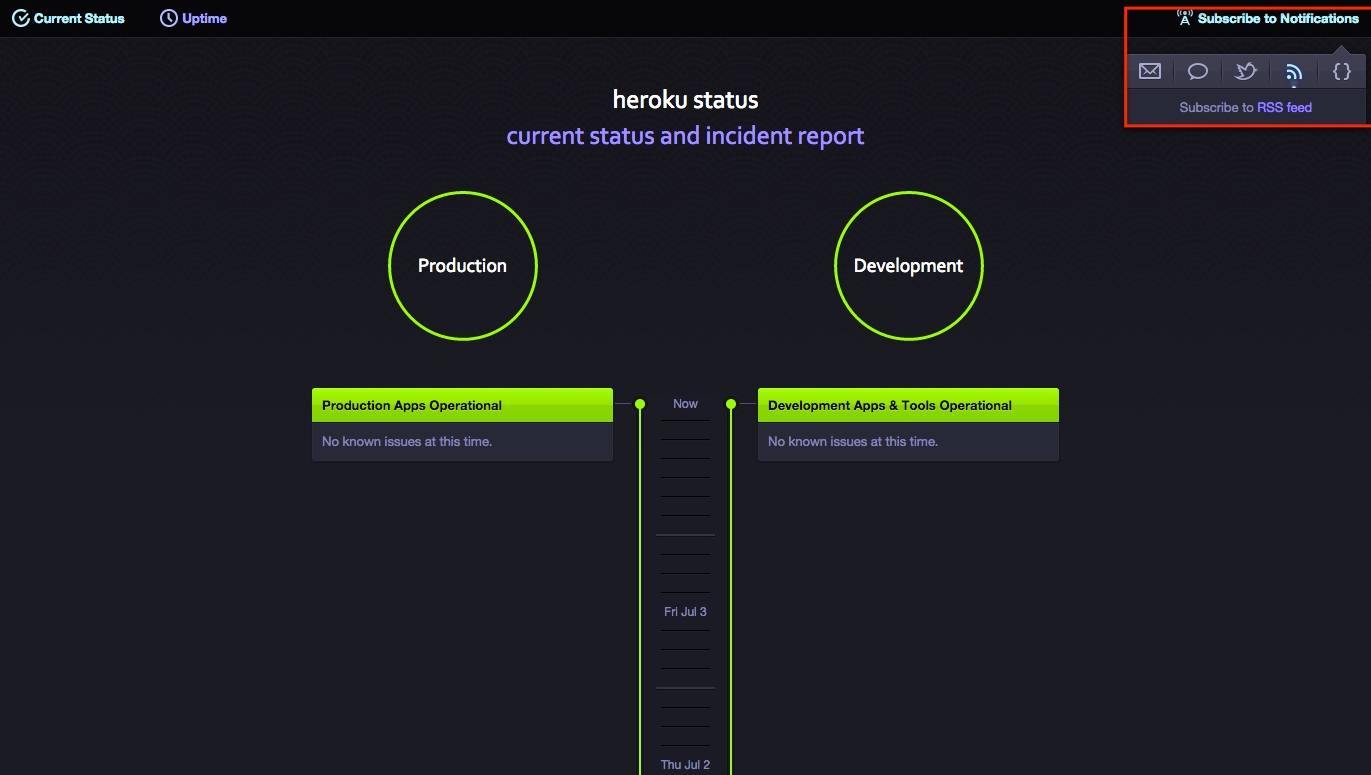 Current Status
Uptime
Subscribe to Notifications
Subscribe to RSS feed
heroku status
current status and incident report
Production
Development
Production Apps Operational
Now
Development Apps & Tools Operational
No known issues at this time.
No known issues at this time.
Fri Jul 3
Thu Jul 2